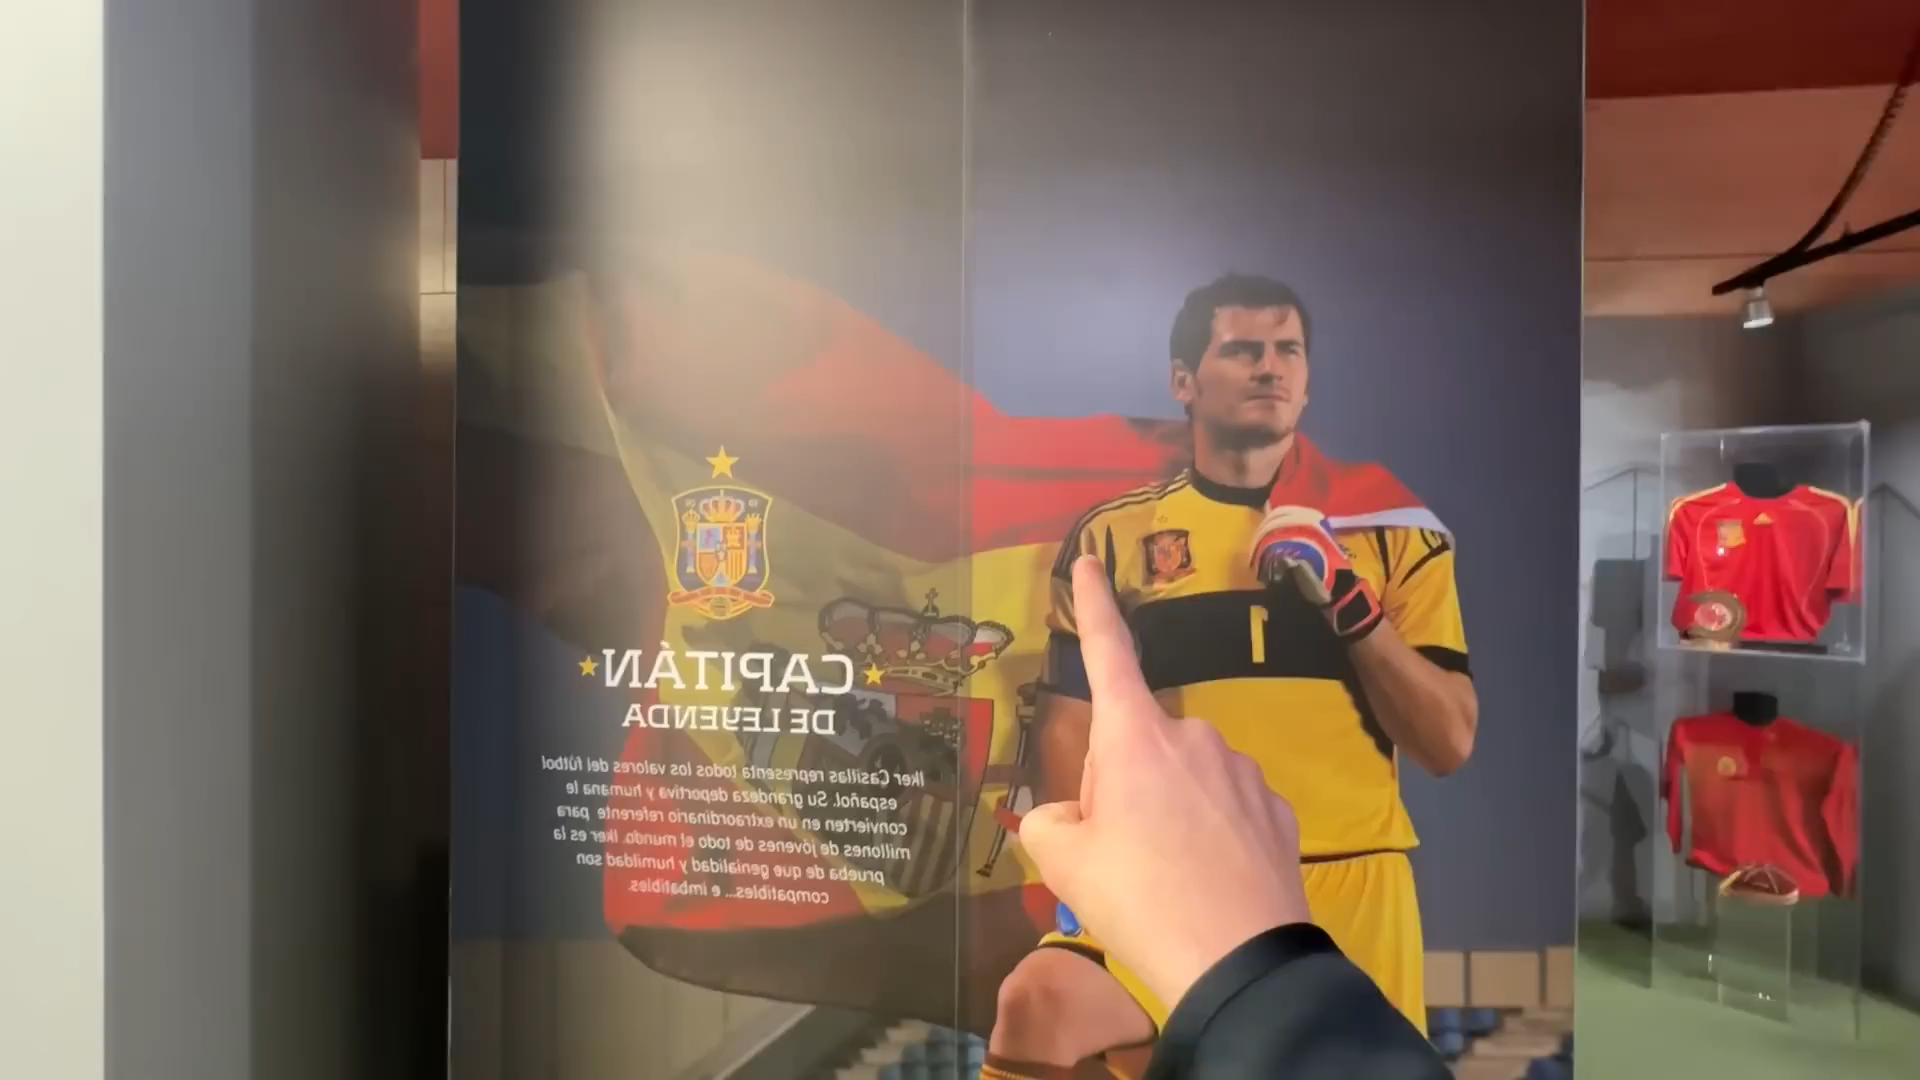 CAPITÁN
DE LEYENDA
Iker Casillas representa todos los valores del fútbol
español. Su grandeza deportiva y humana le
convierten en un extraordinario referente para
millones de jóvenes de todo el mundo. Iker es la
prueba de que genialidad y humildad son
compatibles... e imbatibles.
1